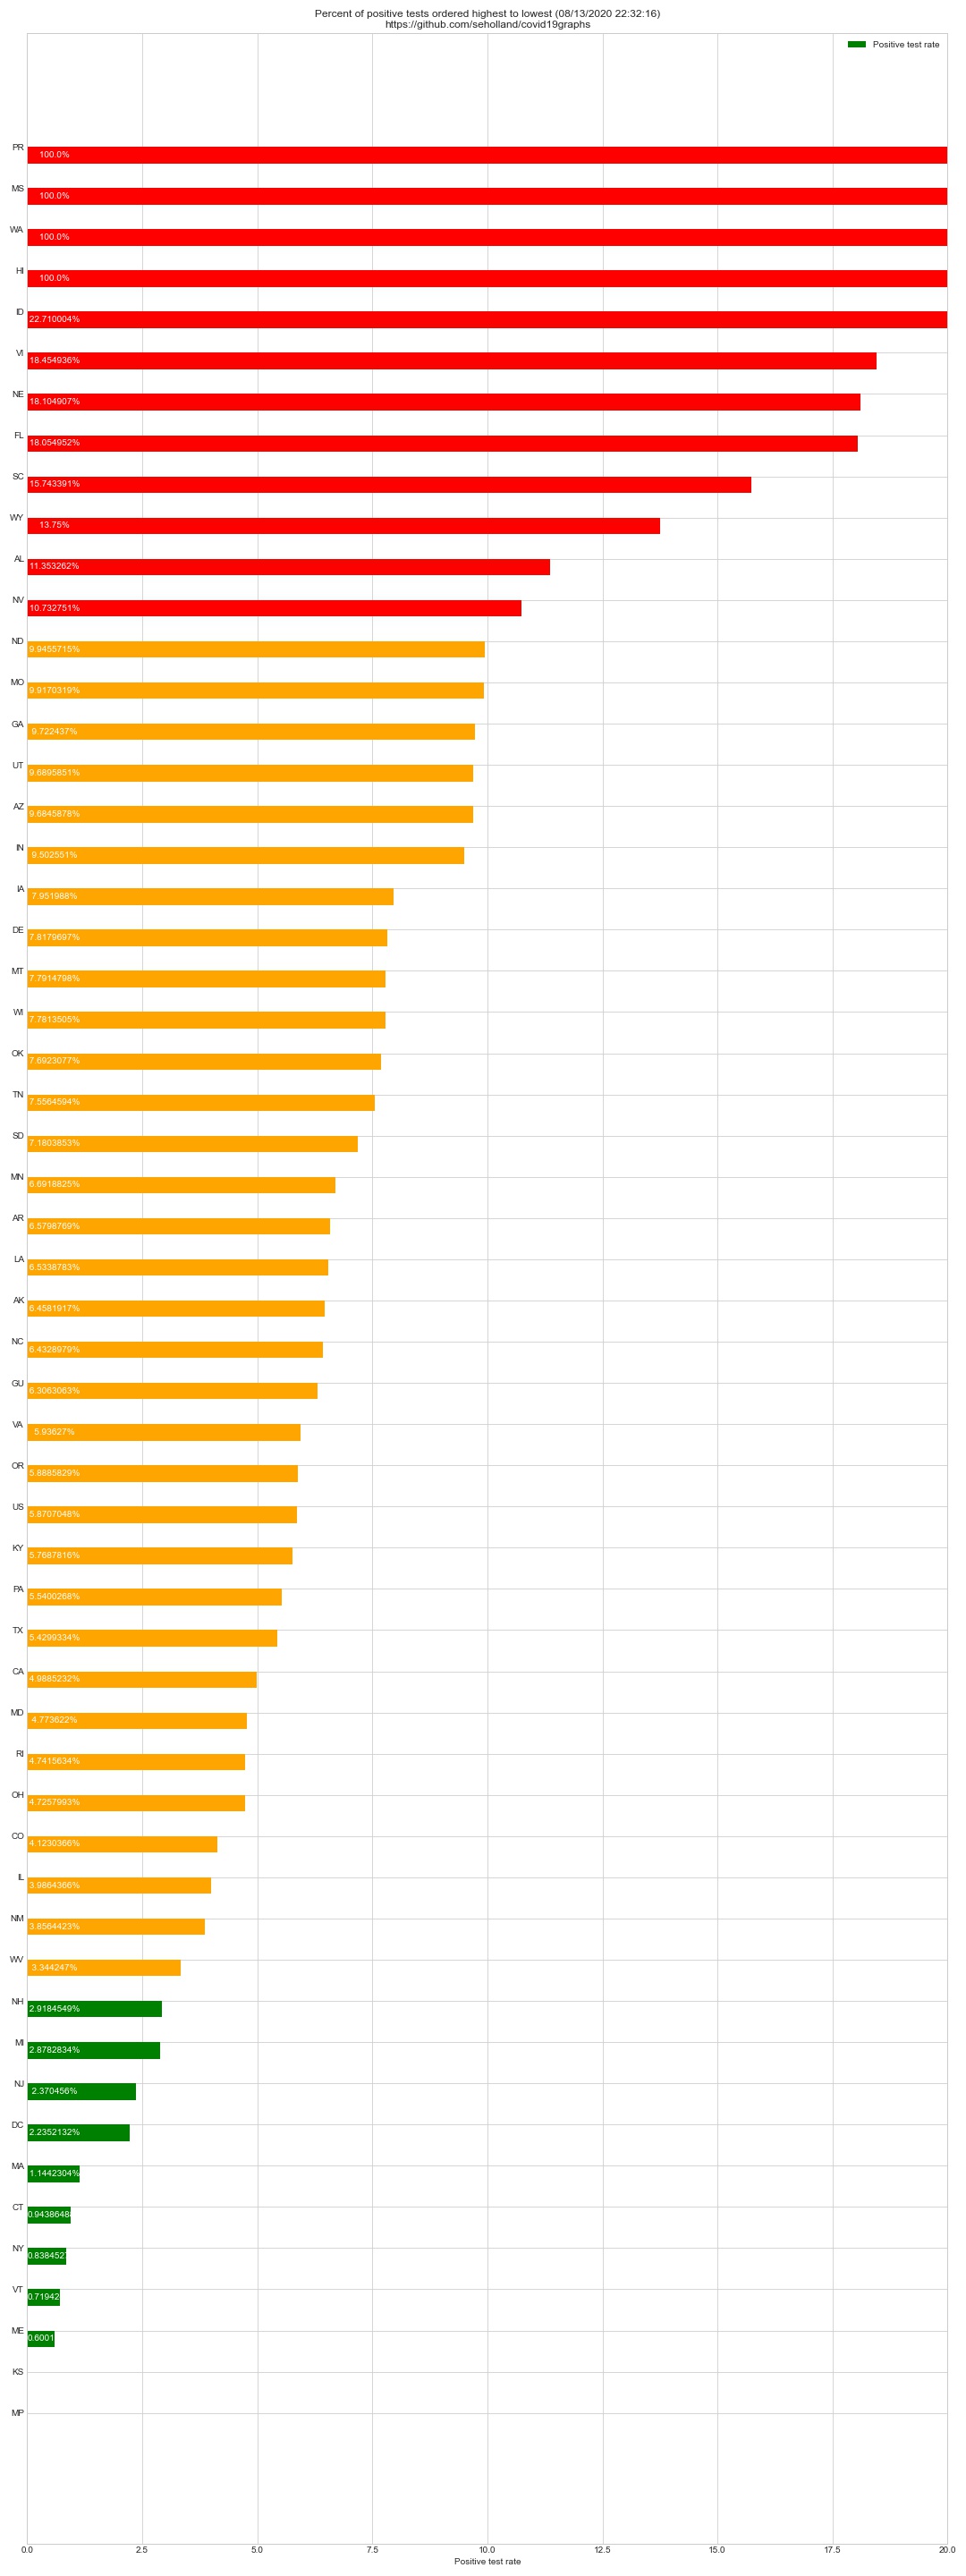 Percent of positive tests ordered highest to lowest (08/13/2020 22:32:16)
https://github.com/seholland/covid19graphs
Positive test rate
PR 100.0%
MS 100.0%
WA 100.0%
HI 100.0%
ID 22.710004%
VI 18.454936%
NE 18.104907%
FL 18.054952%
SC 15.743391%
WY 13.75%
AL 11.353262%
NV 10.732751%
ND 9.9455715%
MO 9.9170319%
GA 9.722437%
UT 9.6895851%
AZ 9.6845878%
IN 9.502551%
IA 7.951988%
DE 7.8179697%
MT 7.7914798%
WI 7.7813505%
OK 7.6923077%
TN 7.5564594%
SD 7.1803853%
MN 6.6918825%
AR 6.5798769%
LA 6.5338783%
AK 6.4581917%
NC 6.4328979%
GU 6.3063063%
VA 5.93627%
OR 5.8885829%
US 5.8707048%
KY 5.7687816%
PA 5.5400268%
TX 5.4299334%
CA 4.9885232%
MD 4.773622%
RI 4.7415634%
OH 4.7257993%
CO 4.1230366%
IL 3.9864366%
NM 3.8564423%
WV 3.344247%
NH 2.9184549%
MI 2.8782834%
NJ 2.370456%
DC 2.2352132%
MA 1.1442304%
CT 0.9438648
NY 0.838452
VT 0.71942
ME 0.6001
KS
MP
0.0 2.5 5.0 7.5 10.0 12.5 15.0 17.5 20.0
Positive test rate